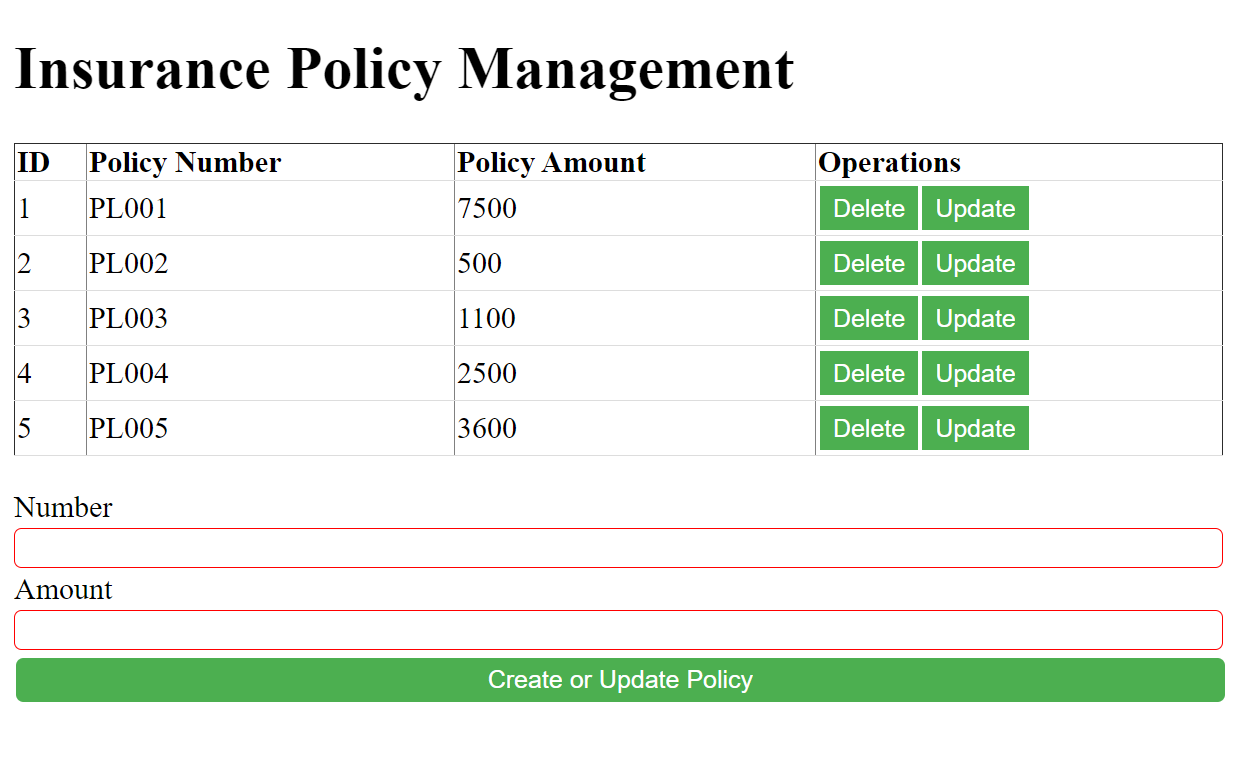 Insurance Policy Management
ID Policy Number Policy Amount Operations
1 PL001 7500 Delete Update
2 PL002 500 Delete Update
3 PL003 1100 Delete Update
4 PL004 2500 Delete Update
5 PL005 3600 Delete Update
Number
Amount
Create or Update Policy